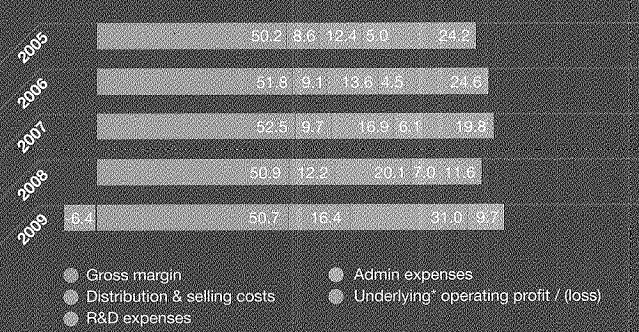 2005 50.2 8.6 12.4 5.0 24.2
2006 51.8 9.1 13.6 4.5 24.6
2007 52.5 9.7 16.9 6.1 19.8
2008 50.9 12.2 20.1 7.0 11.6
2009 -6.4 50.7 16.4 31.0 9.7
Gross margin
Distribution & selling costs
R&D expenses
Admin expenses
Underlying* operating profit / (loss)